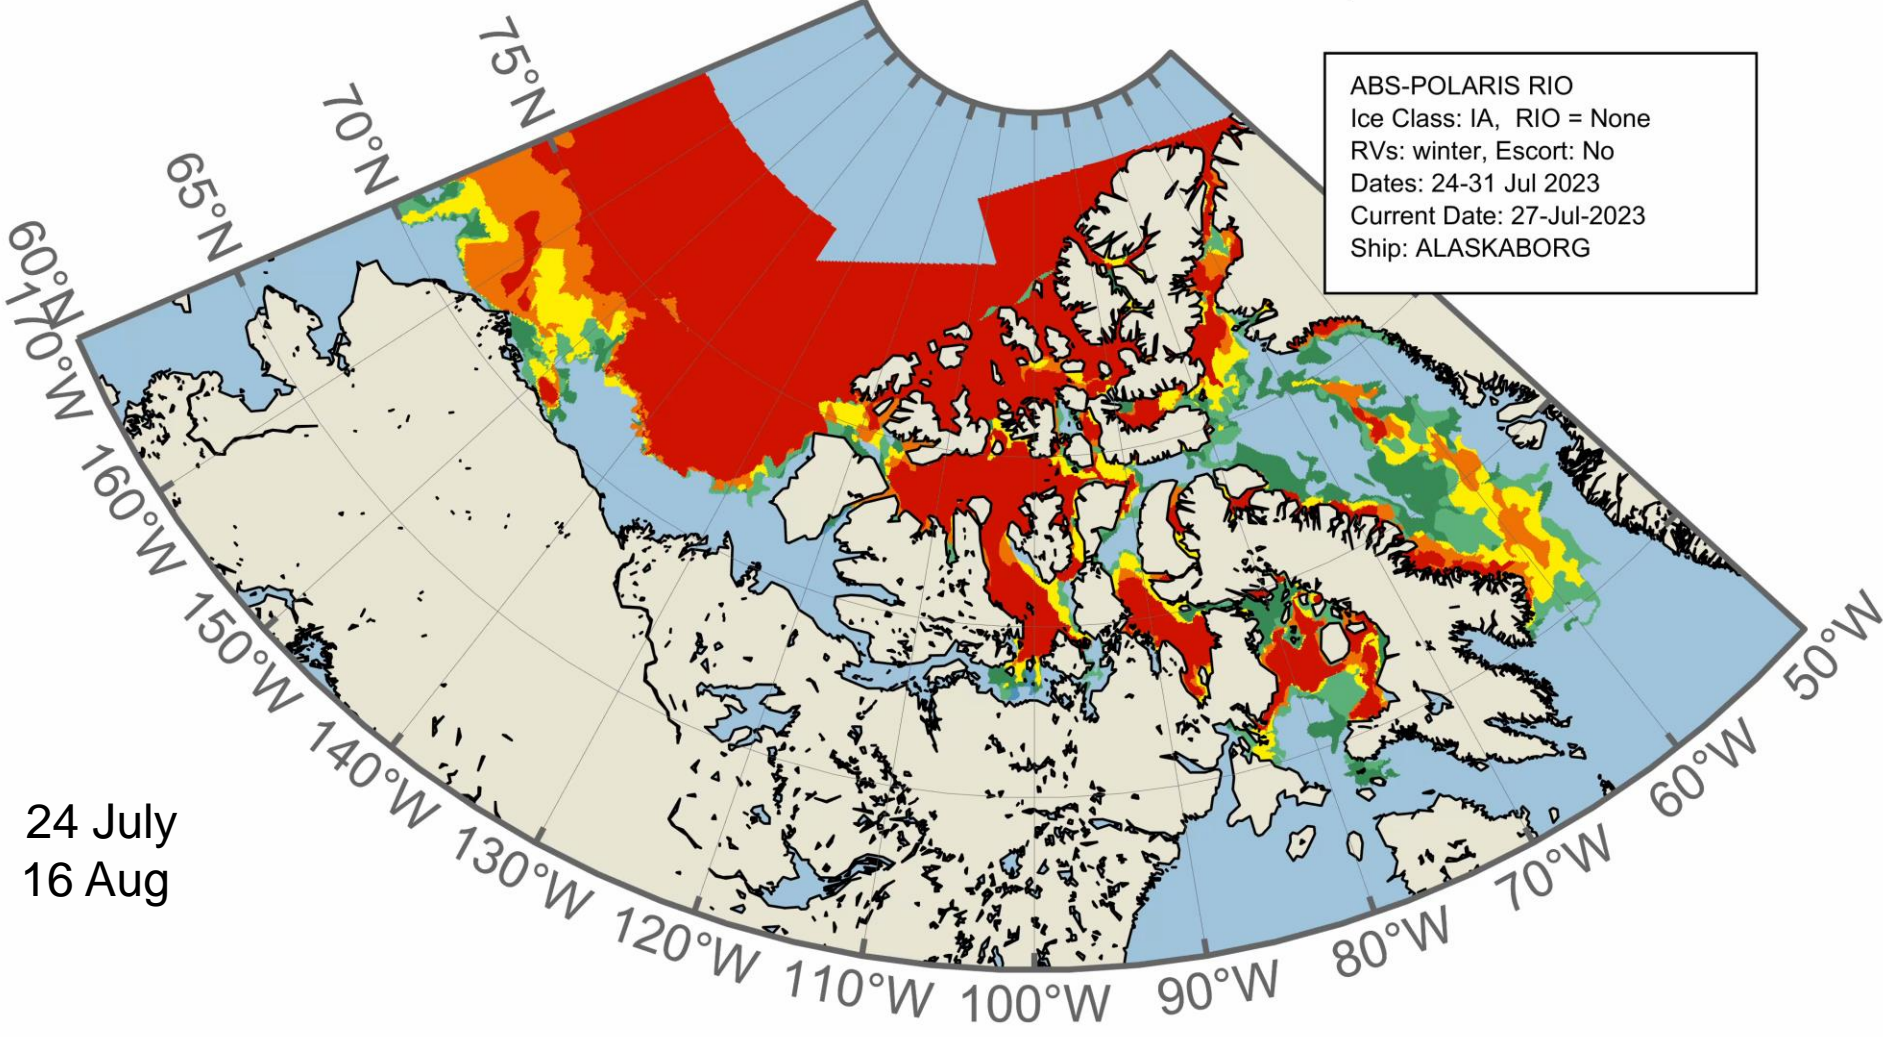 75°N
70°N
65°N
60°N
170°W
160°W
150°W
140°W
130°W
120°W
110°W
100°W
90°W
80°W
70°W
60°W
50°W
ABS-POLARIS RIO
Ice Class: IA, RIO = None
RVs: winter, Escort: No
Dates: 24-31 Jul 2023
Current Date: 27-Jul-2023
Ship: ALASKABORG
24 July
16 Aug